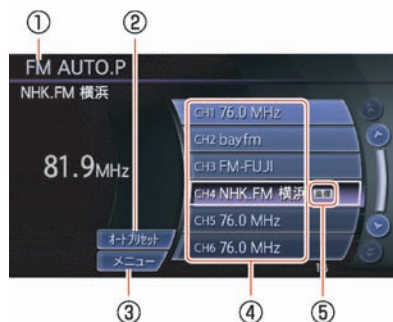 ① ②
FM AUTO.P
NHK.FM 横浜
81.9MHz
CH1 76.0 MHz
CH2 bayfm
CH3 FM-FUJI
CH4 NHK.FM 横浜
CH5 76.0 MHz
CH6 76.0 MHz
オートプリセット
メニュー
③ ④ ⑤